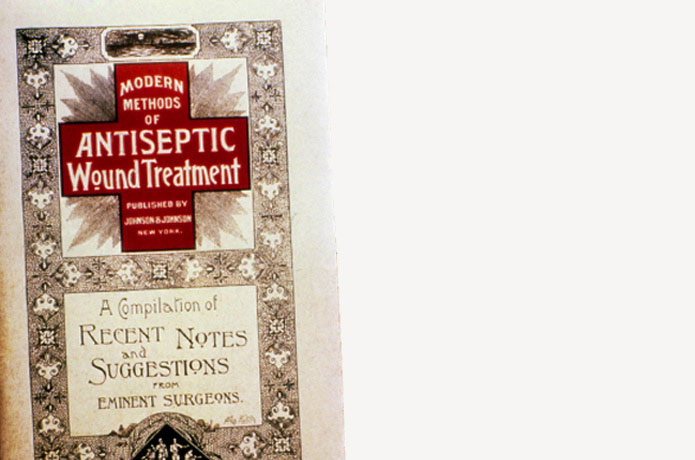 MODERN
METHODS
OF
ANTISEPTIC
Wound Treatment
PUBLISHED BY
JOHNSON & JOHNSON
NEW YORK.
A Compilation of
RECENT NOTES
and
SUGGESTIONS
FROM
EMINENT SURGEONS.